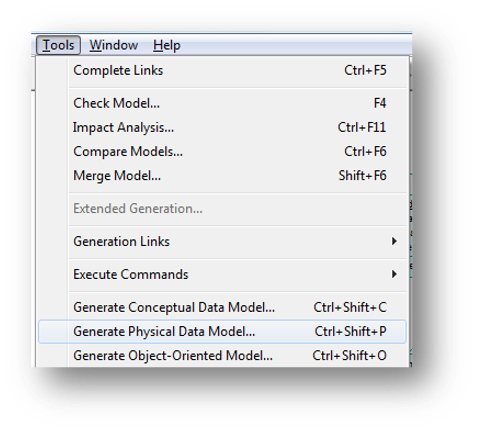 Tools Window Help
Complete Links Ctrl+F5
Check Model... F4
Impact Analysis... Ctrl+F11
Compare Models... Ctrl+F6
Merge Model... Shift+F6
Extended Generation...
Generation Links
Execute Commands
Generate Conceptual Data Model... Ctrl+Shift+C
Generate Physical Data Model... Ctrl+Shift+P
Generate Object-Oriented Model... Ctrl+Shift+O